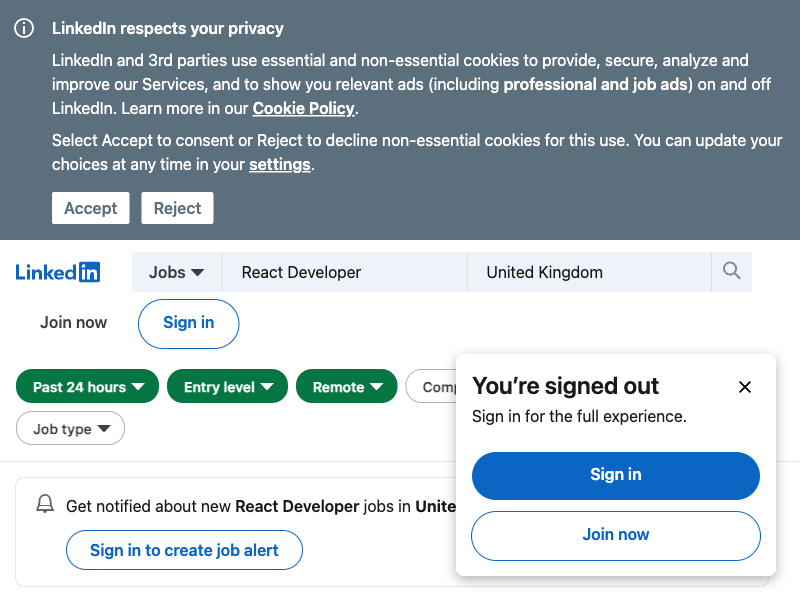 LinkedIn respects your privacy
LinkedIn and 3rd parties use essential and non-essential cookies to provide, secure, analyze and
improve our Services, and to show you relevant ads (including professional and job ads) on and off
LinkedIn. Learn more in our Cookie Policy.
Select Accept to consent or Reject to decline non-essential cookies for this use. You can update your
choices at any time in your settings.
Accept Reject
Linkedin Jobs React Developer United Kingdom
Join now Sign in
Past 24 hours Entry level Remote
Job type
You’re signed out
Sign in for the full experience.
Sign in
Join now
Get notified about new React Developer jobs in
Sign in to create job alert